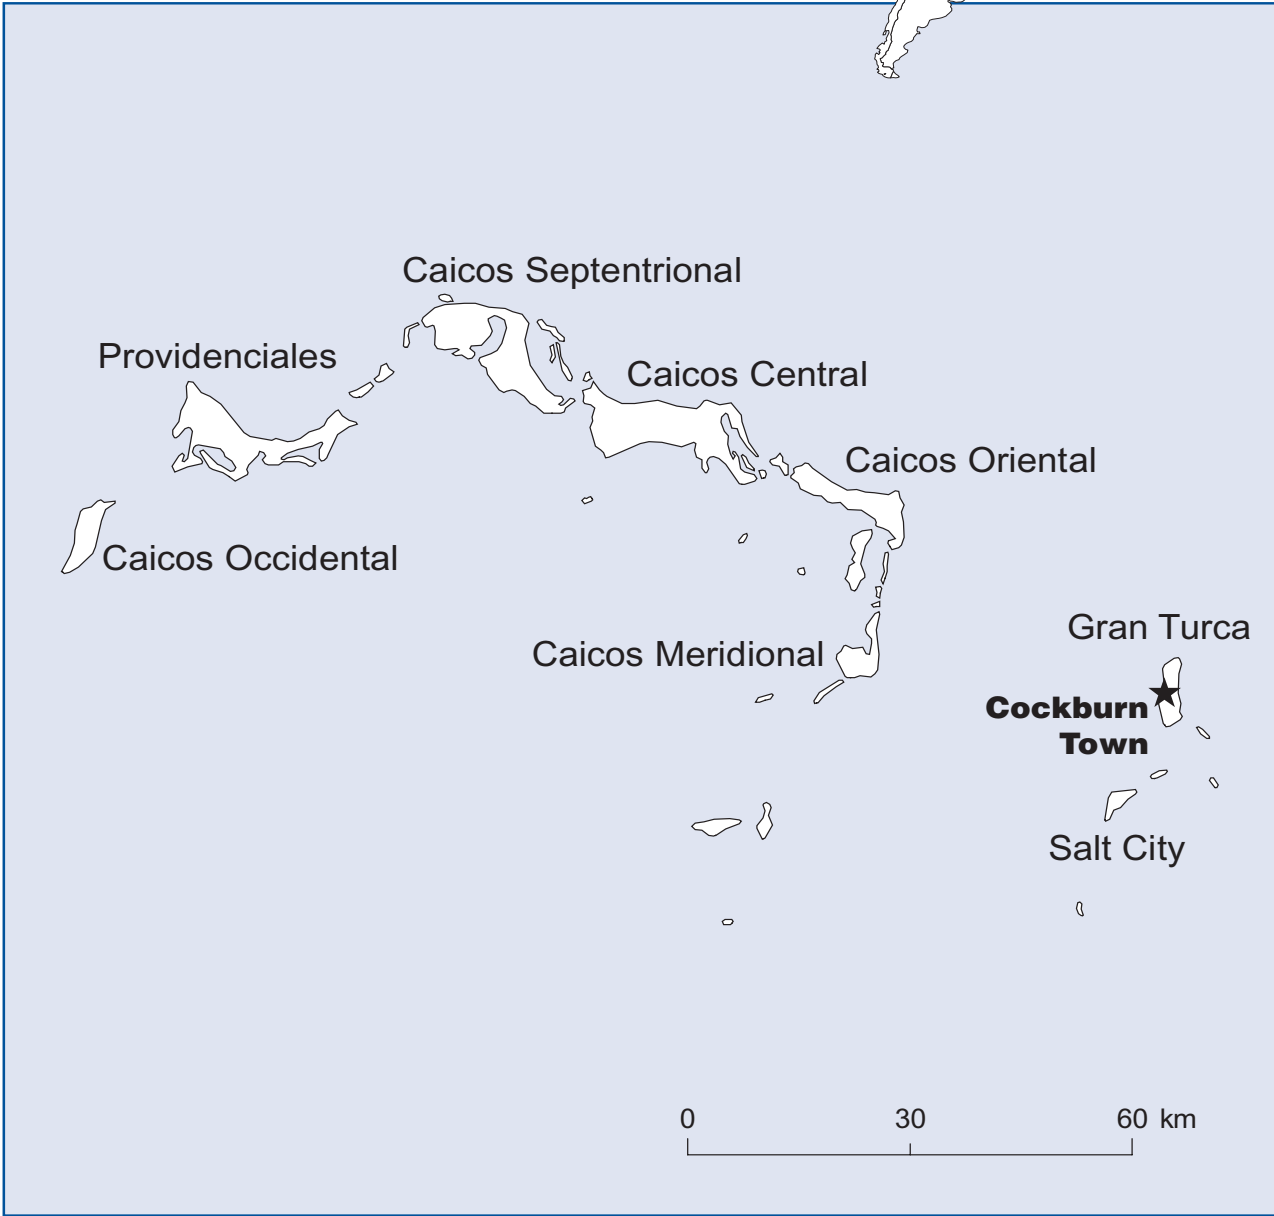 Caicos Septentrional
Providenciales
Caicos Central
Caicos Oriental
Caicos Occidental
Gran Turca
Caicos Meridional
Cockburn
Town
Salt City
0 30 60 km